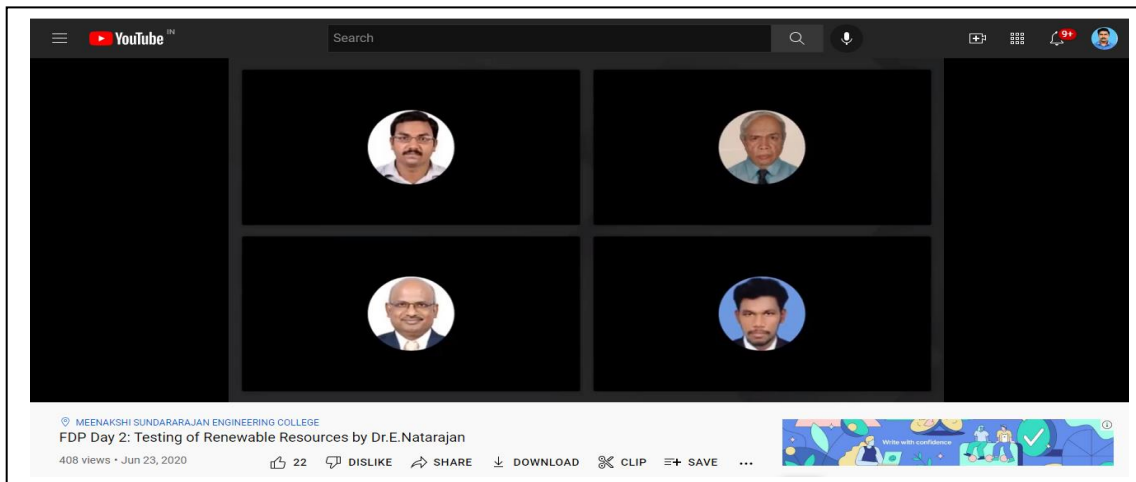 YouTube IN
Search
9+
MEENAKSHI SUNDARARAJAN ENGINEERING COLLEGE
FDP Day 2: Testing of Renewable Resources by Dr.E.Natarajan
408 views • Jun 23, 2020
22 DISLIKE SHARE DOWNLOAD CLIP SAVE ...
Write with confidence